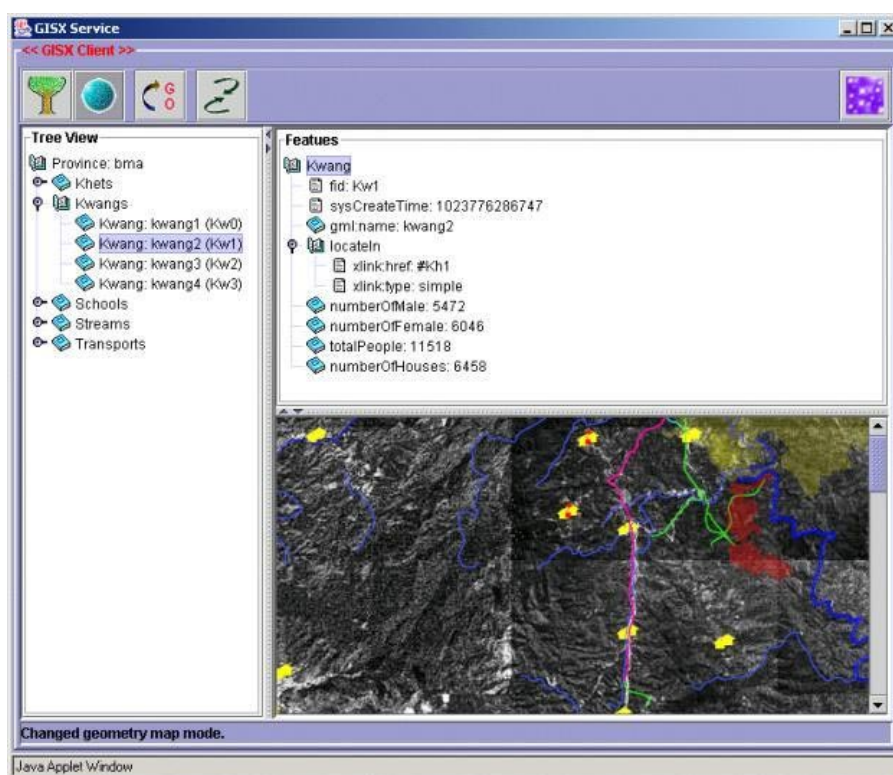 GISX Service
<< GISX Client >>
GO
Tree View
Province: bma
Khets
Kwangs
Kwang: kwang1 (Kw0)
Kwang: kwang2 (Kw1)
Kwang: kwang3 (Kw2)
Kwang: kwang4 (Kw3)
Schools
Streams
Transports
Featues
Kwang
fid: Kw1
sysCreateTime: 1023776286747
gml:name: kwang2
locateIn
xlink:href: #Kh1
xlink:type: simple
numberOfMale: 5472
numberOfFemale: 6046
totalPeople: 11518
numberOfHouses: 6458
Changed geometry map mode.
Java Applet Window